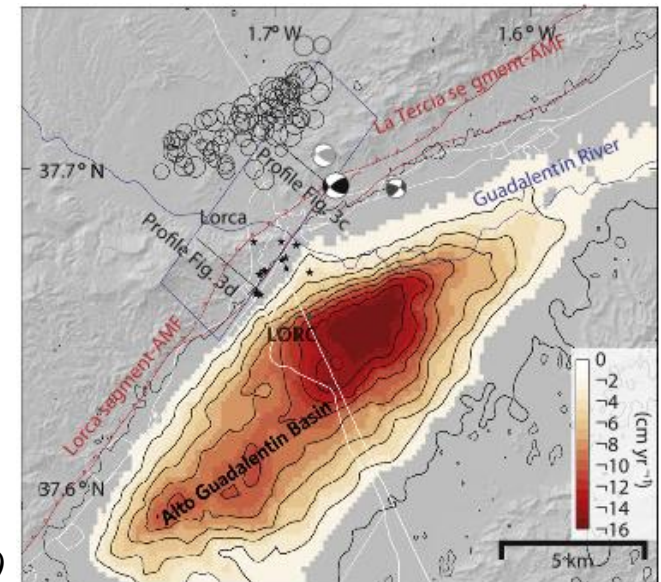 1.7° W
1.6° W
La Tercia segment-AMF
37.7° N
Profile Fig. 3c
Guadalentín River
Lorca
Profile Fig. 3d
LORC
Lorca segment-AMF
Alto Guadalentín Basin
37.6° N
0
¬2
¬4
¬6
¬8
¬10
¬12
¬14
¬16
(cm yr⁻¹)
5 km
)